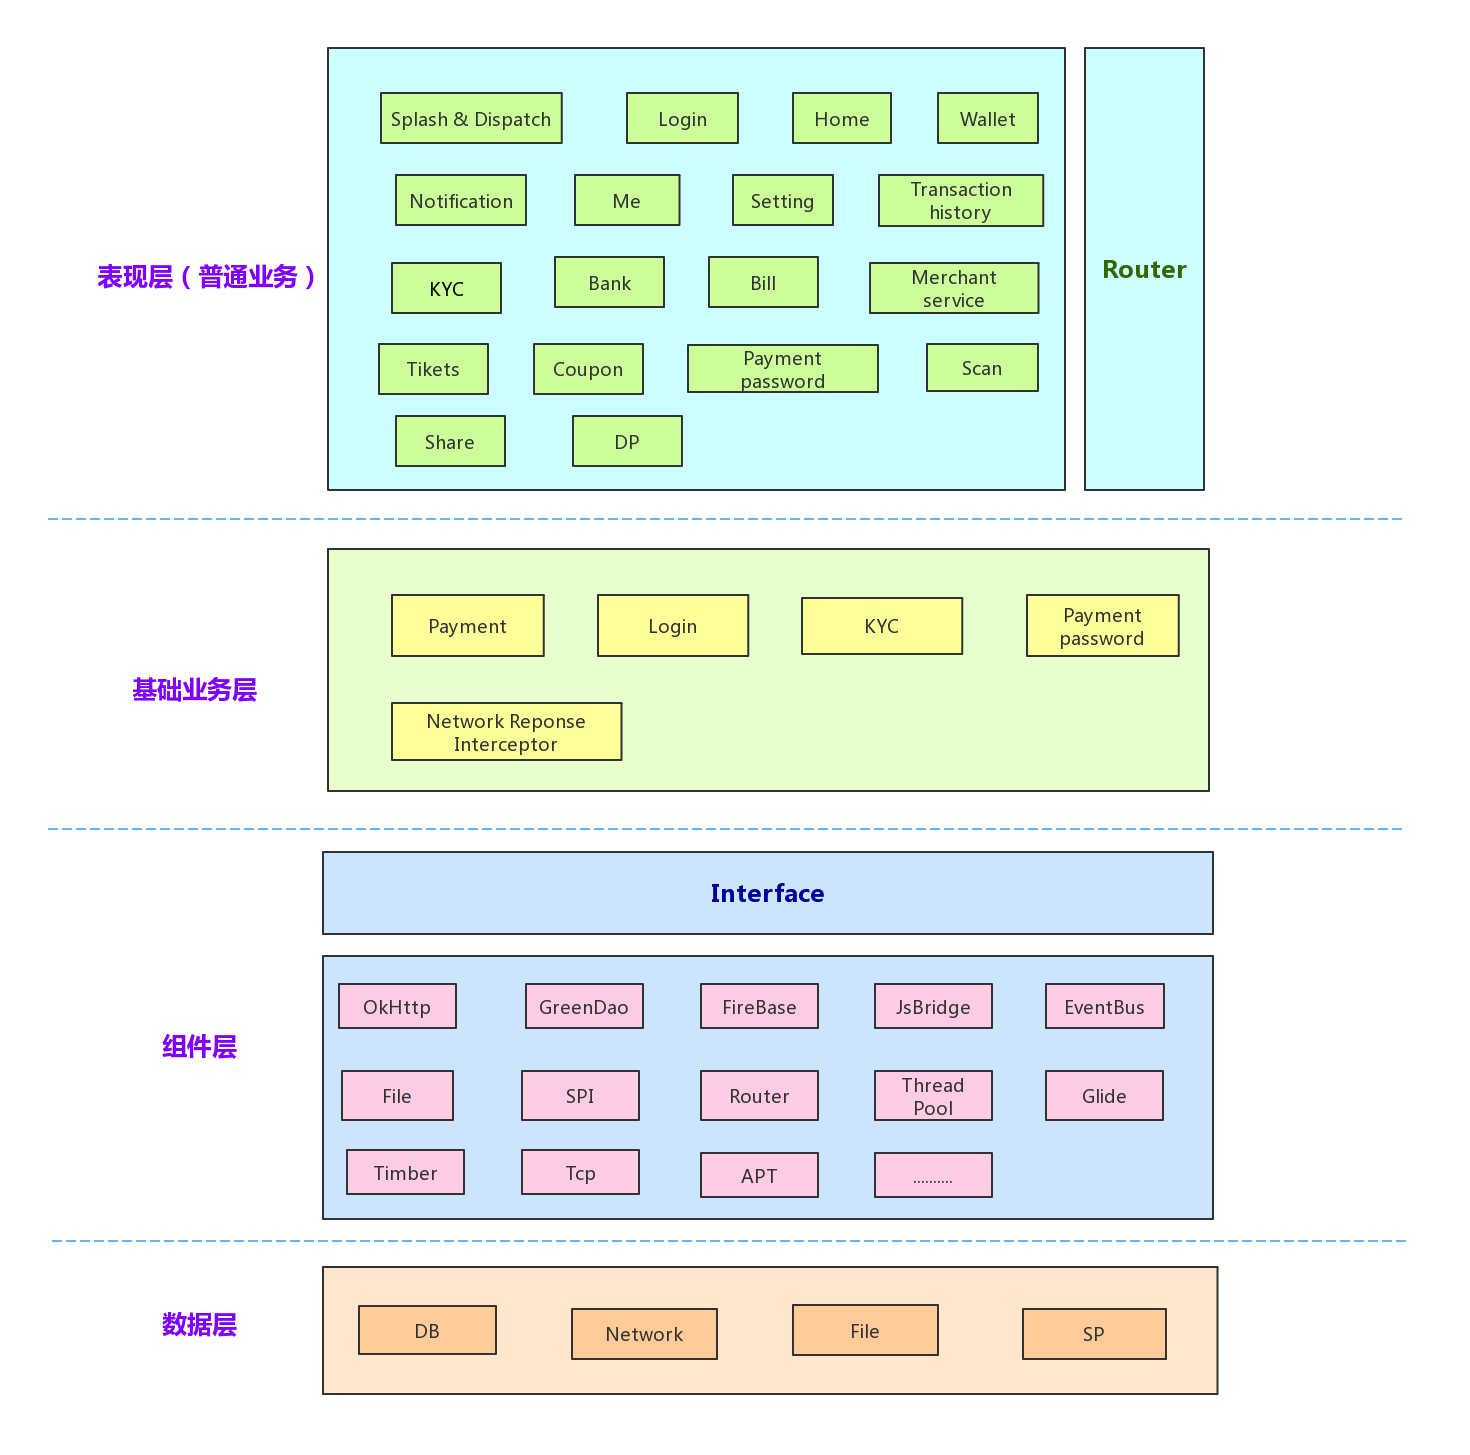 Splash & Dispatch
Login
Home
Wallet
Notification
Me
Setting
Transaction
history
表现层（普通业务）
KYC
Bank
Bill
Merchant
service
Router
Tikets
Coupon
Payment
password
Scan
Share
DP
基础业务层
Payment
Login
KYC
Payment
password
Network Reponse
Interceptor
Interface
组件层
OkHttp
GreenDao
FireBase
JsBridge
EventBus
File
SPI
Router
Thread
Pool
Glide
Timber
Tcp
APT
..........
数据层
DB
Network
File
SP